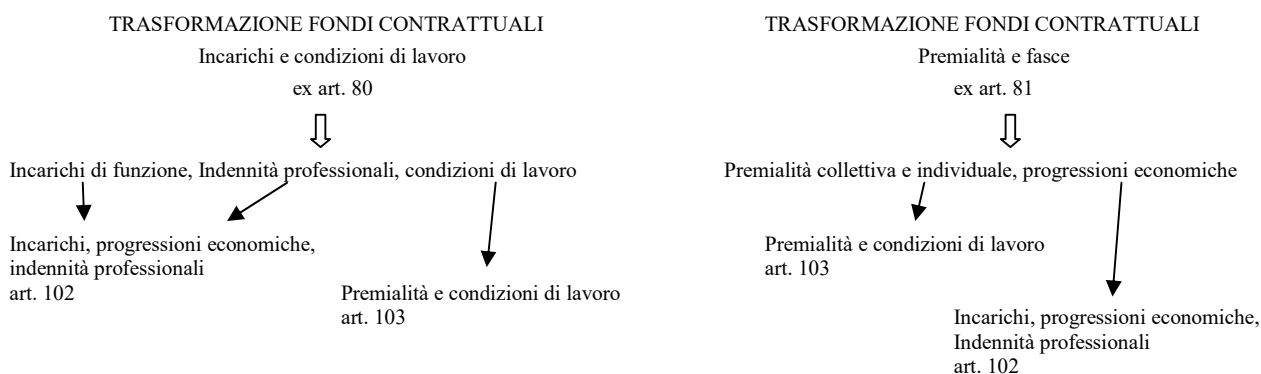 TRASFORMAZIONE FONDI CONTRATTUALI
Incarichi e condizioni di lavoro
ex art. 80
Incarichi di funzione, Indennità professionali, condizioni di lavoro
Incarichi, progressioni economiche,
indennità professionali
art. 102
Premialità e condizioni di lavoro
art. 103
TRASFORMAZIONE FONDI CONTRATTUALI
Premialità e fasce
ex art. 81
Premialità collettiva e individuale, progressioni economiche
Premialità e condizioni di lavoro
art. 103
Incarichi, progressioni economiche,
Indennità professionali
art. 102